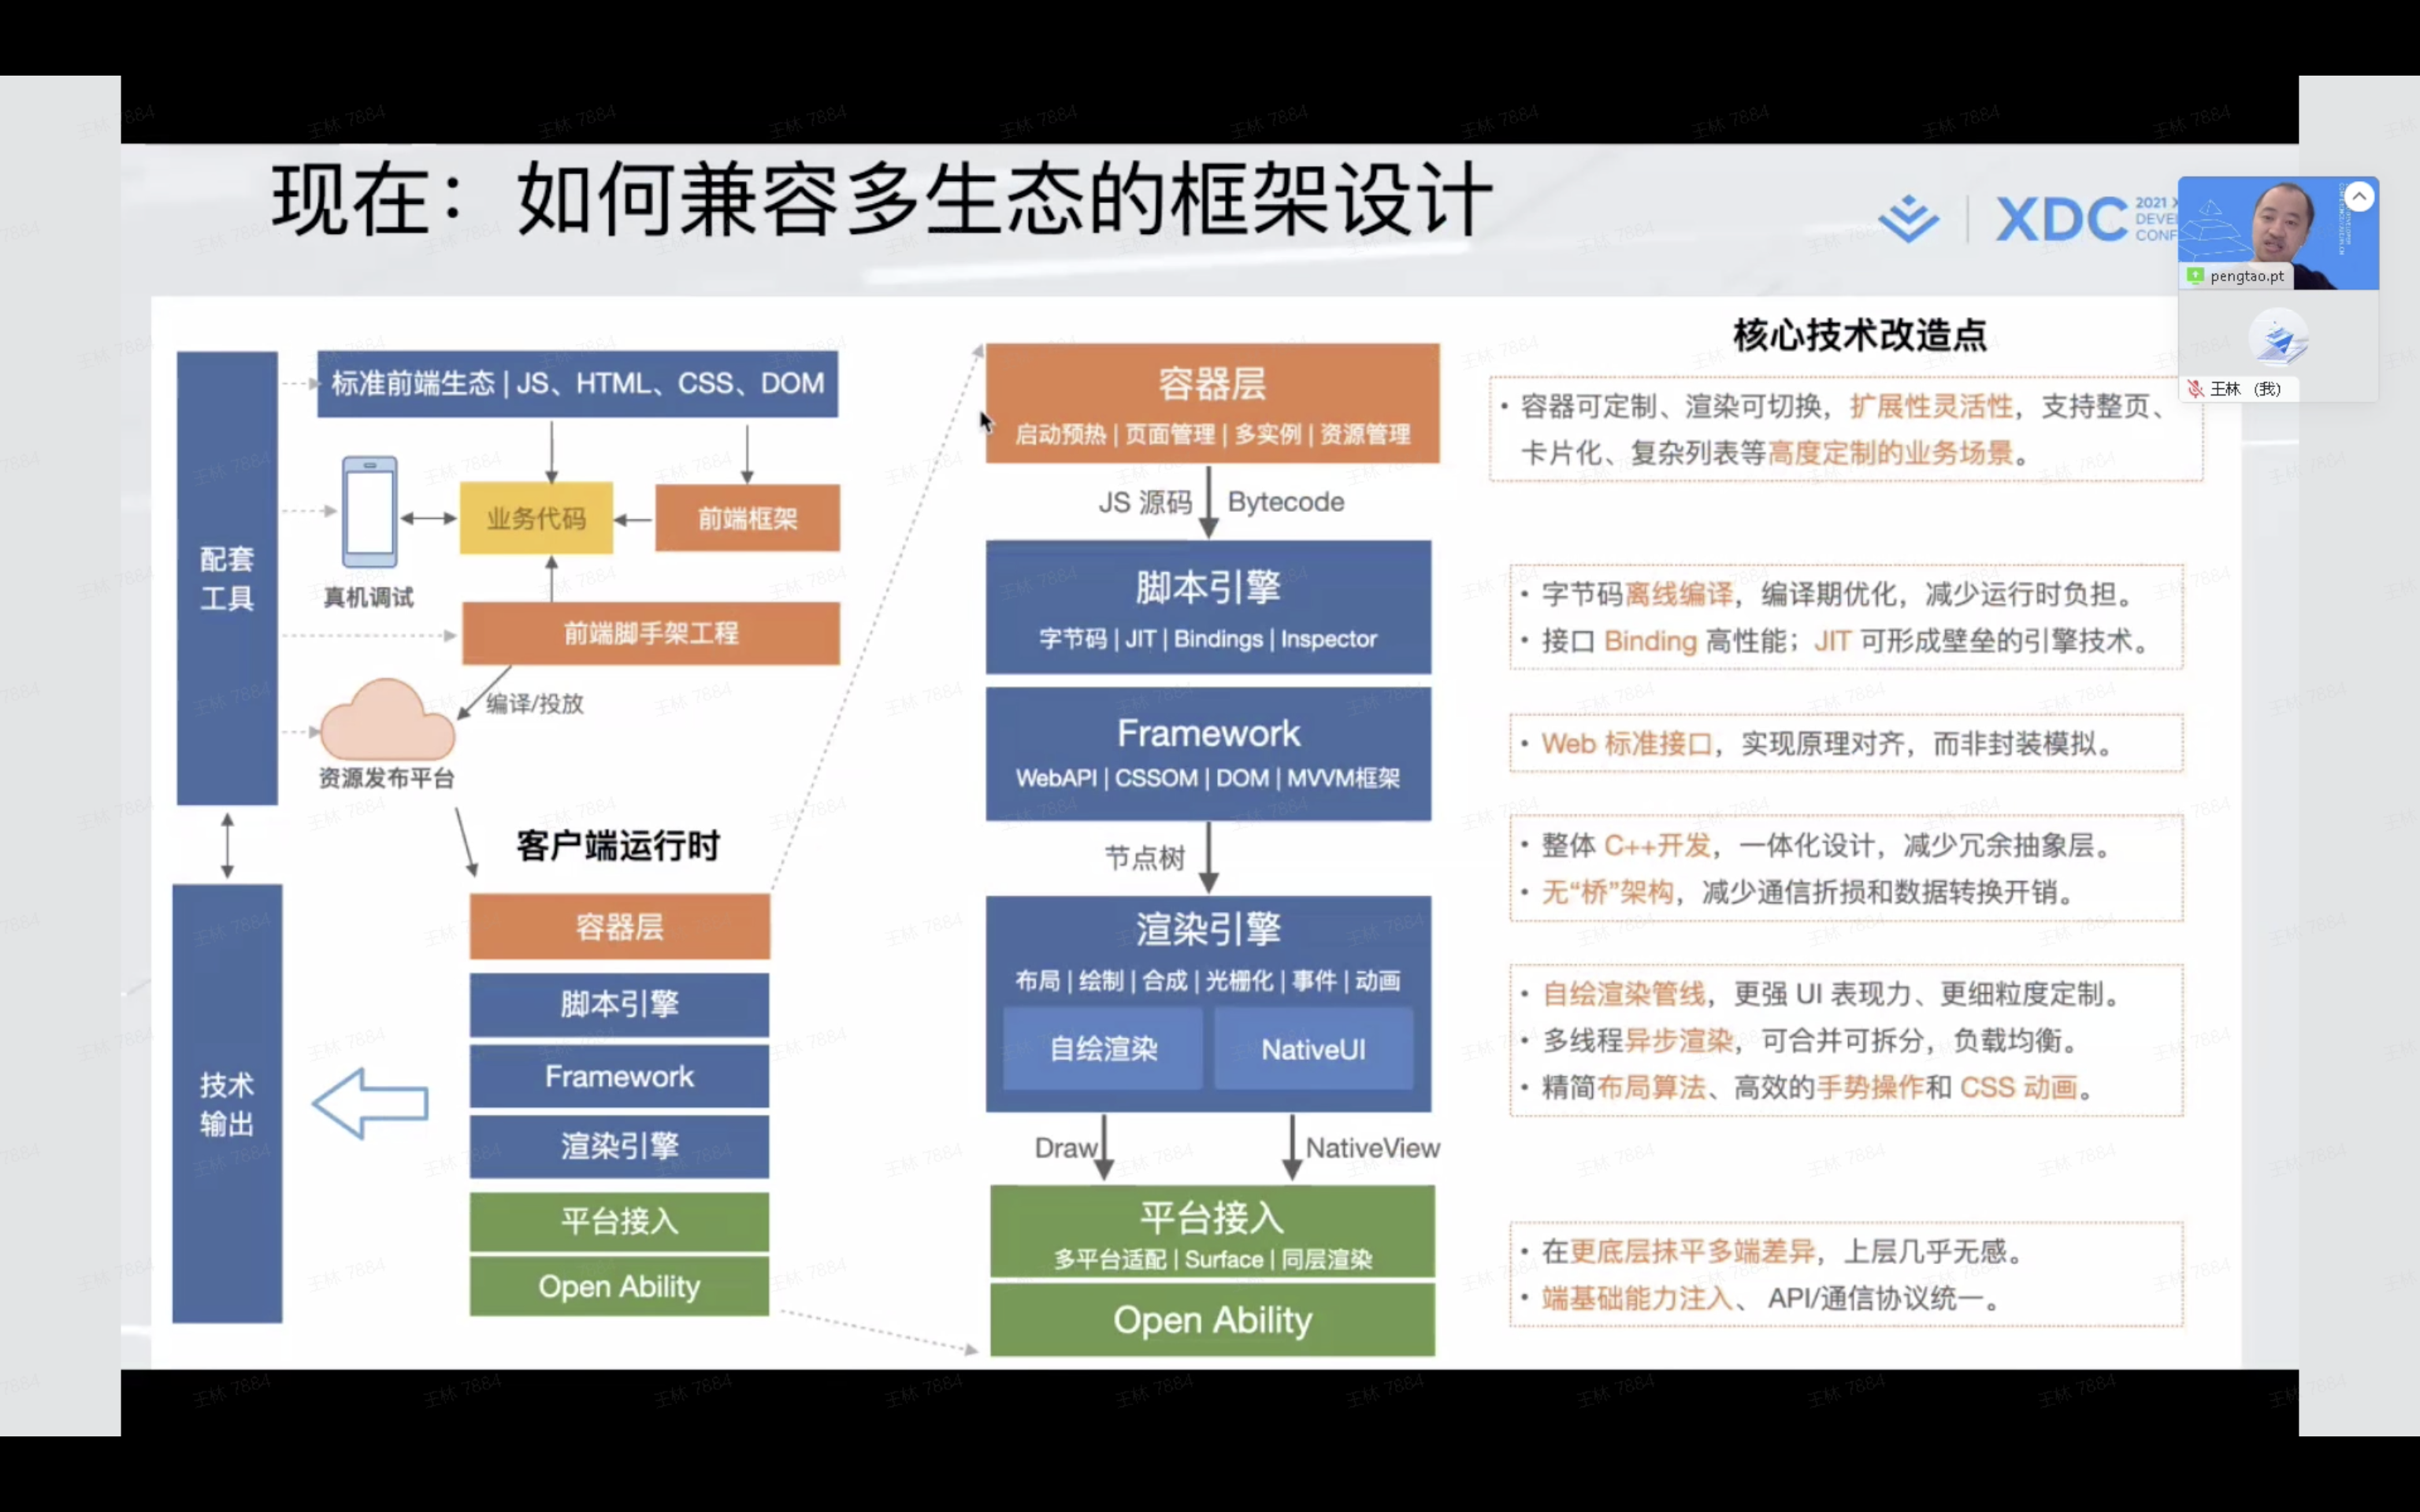 现在：如何兼容多生态的框架设计
XDC
2021 X
DEVE
CONF
pengtao.pt
王林 （我）
配套
工具
标准前端生态 | JS、HTML、CSS、DOM
业务代码
前端框架
真机调试
前端脚手架工程
编译/投放
资源发布平台
客户端运行时
技术
输出
容器层
脚本引擎
Framework
渲染引擎
平台接入
Open Ability
容器层
启动预热 | 页面管理 | 多实例 | 资源管理
JS 源码
Bytecode
脚本引擎
字节码 | JIT | Bindings | Inspector
Framework
WebAPI | CSSOM | DOM | MVVM框架
节点树
渲染引擎
布局 | 绘制 | 合成 | 光栅化 | 事件 | 动画
自绘渲染
NativeUI
Draw
NativeView
平台接入
多平台适配 | Surface | 同层渲染
Open Ability
核心技术改造点
• 容器可定制、渲染可切换，扩展性灵活性，支持整页、
卡片化、复杂列表等高度定制的业务场景。
• 字节码离线编译，编译期优化，减少运行时负担。
• 接口 Binding 高性能；JIT 可形成壁垒的引擎技术。
• Web 标准接口，实现原理对齐，而非封装模拟。
• 整体 C++开发，一体化设计，减少冗余抽象层。
• 无“桥”架构，减少通信折损和数据转换开销。
• 自绘渲染管线，更强 UI 表现力、更细粒度定制。
• 多线程异步渲染，可合并可拆分，负载均衡。
• 精简布局算法、高效的手势操作和 CSS 动画。
• 在更底层抹平多端差异，上层几乎无感。
• 端基础能力注入、 API/通信协议统一。
王林 7884